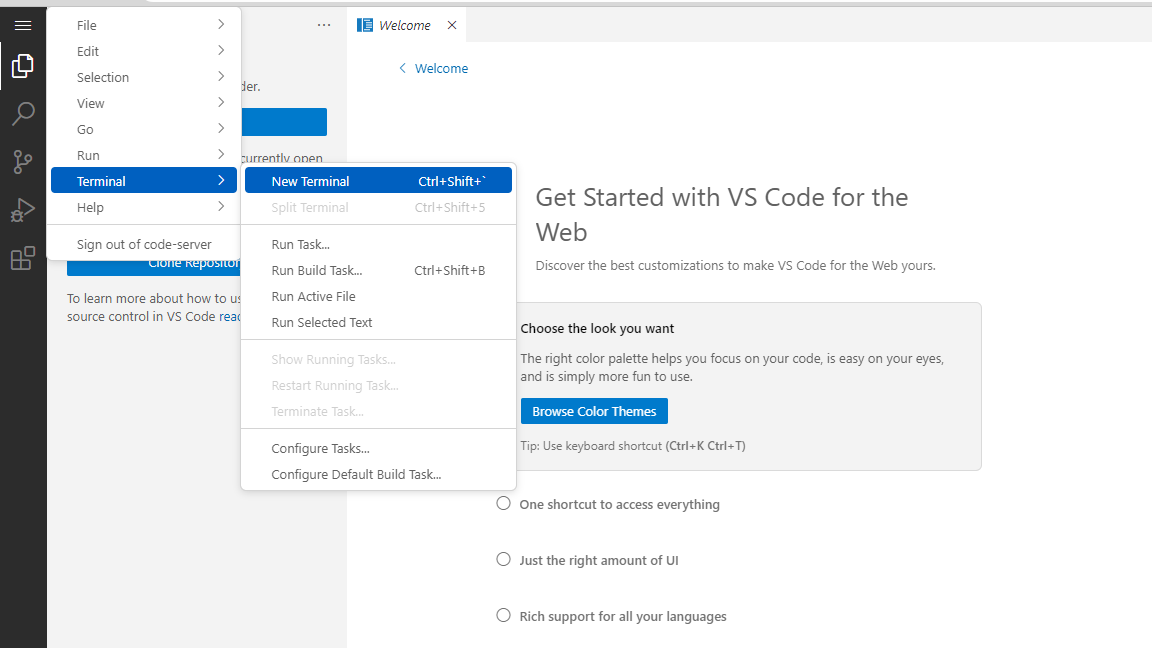 File
Edit
Selection
View
Go
Run
Terminal
Help
Sign out of code-server
...
der.
currently open
Clone Repositor
To learn more about how to us
source control in VS Code read
New Terminal Ctrl+Shift+`
Split Terminal Ctrl+Shift+5
Run Task...
Run Build Task... Ctrl+Shift+B
Run Active File
Run Selected Text
Show Running Tasks...
Restart Running Task...
Terminate Task...
Configure Tasks...
Configure Default Build Task...
Welcome
Welcome
Get Started with VS Code for the
Web
Discover the best customizations to make VS Code for the Web yours.
Choose the look you want
The right color palette helps you focus on your code, is easy on your eyes,
and is simply more fun to use.
Browse Color Themes
Tip: Use keyboard shortcut (Ctrl+K Ctrl+T)
One shortcut to access everything
Just the right amount of UI
Rich support for all your languages